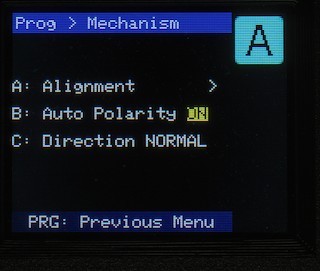 Prog > Mechanism
A
A: Alignment >
B: Auto Polarity ON
C: Direction NORMAL
PRG: Previous Menu